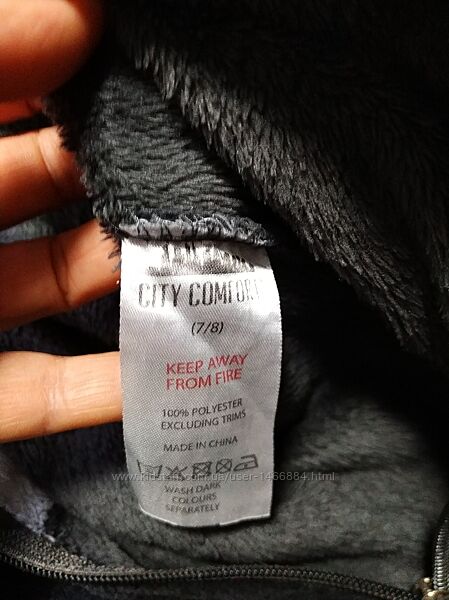 CITY COMFORT
(7/8)
KEEP AWAY
FROM FIRE
100% POLYESTER
EXCLUDING TRIMS
MADE IN CHINA
WASH DARK
COLOURS
SEPARATELY